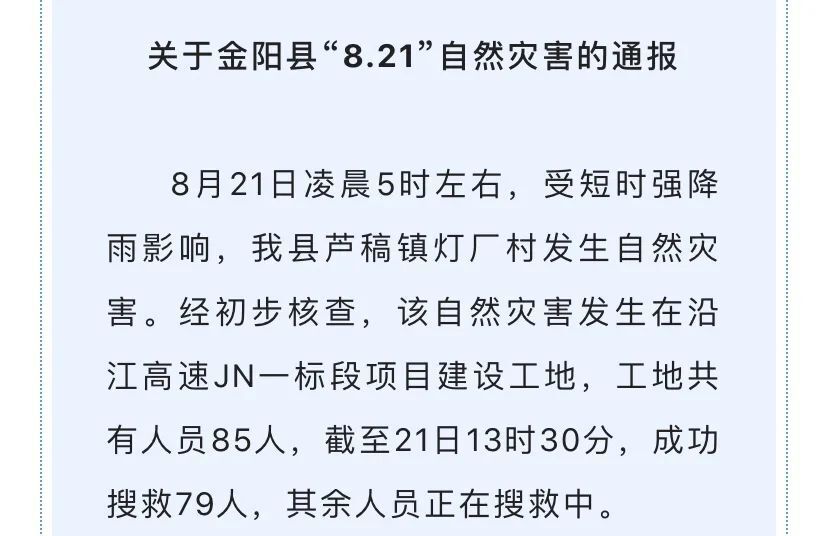 关于金阳县“8.21”自然灾害的通报
8月21日凌晨5时左右，受短时强降
雨影响，我县芦稿镇灯厂村发生自然灾
害。经初步核查，该自然灾害发生在沿
江高速JN一标段项目建设工地，工地共
有人员85人，截至21日13时30分，成功
搜救79人，其余人员正在搜救中。